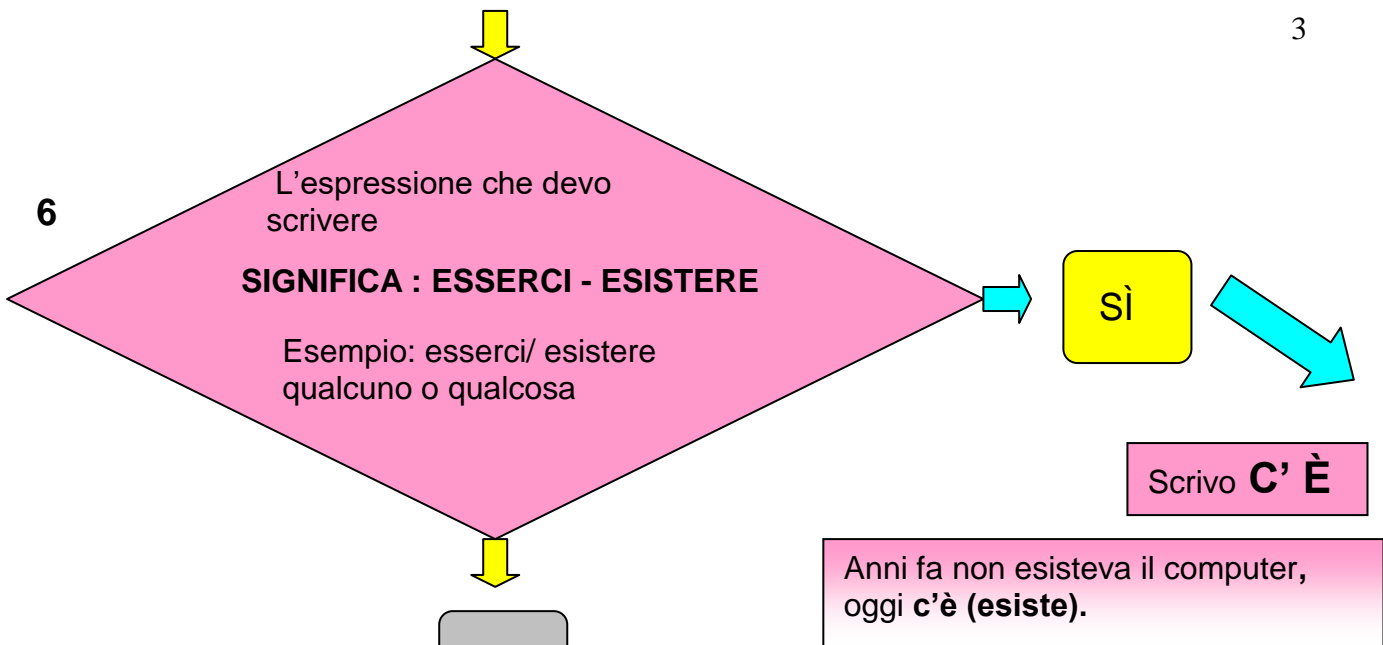 3
6
L’espressione che devo
scrivere
SIGNIFICA : ESSERCI - ESISTERE
Esempio: esserci/ esistere
qualcuno o qualcosa
SÌ
Scrivo C’ È
Anni fa non esisteva il computer,
oggi c’è (esiste).